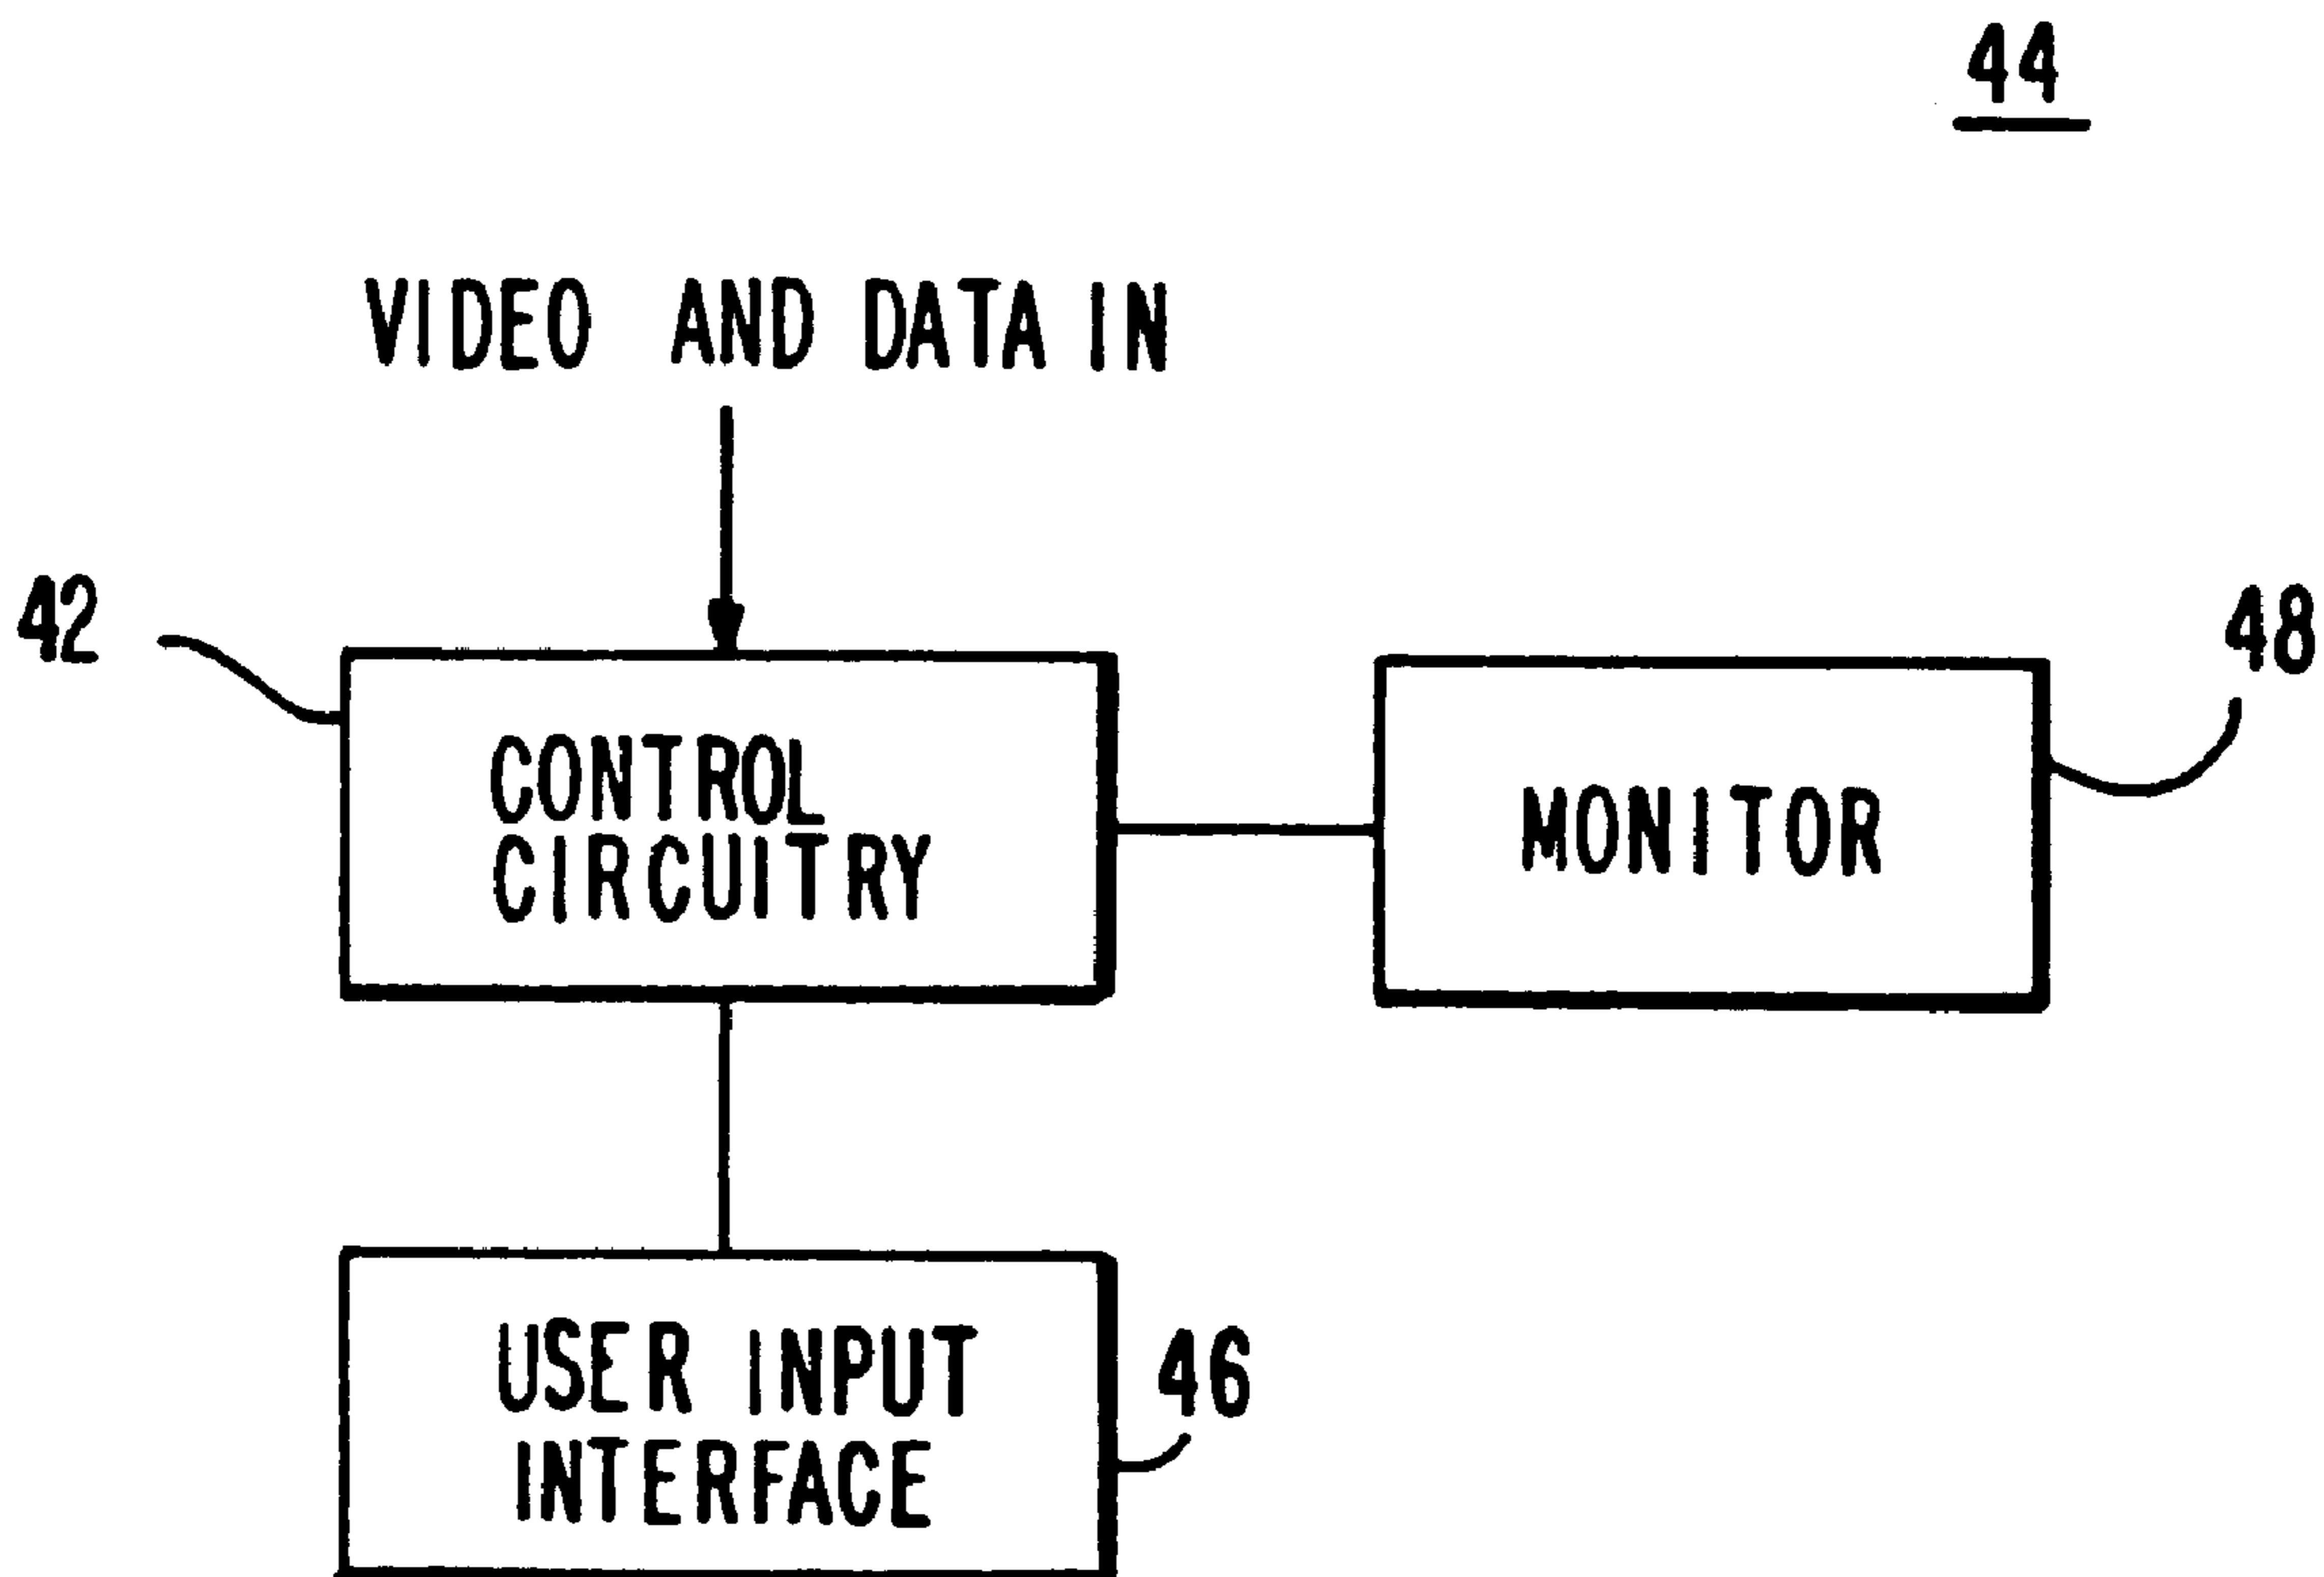 44
VIDEO AND DATA IN
42
48
CONTROL
CIRCUITRY
MONITOR
USER INPUT
INTERFACE
46